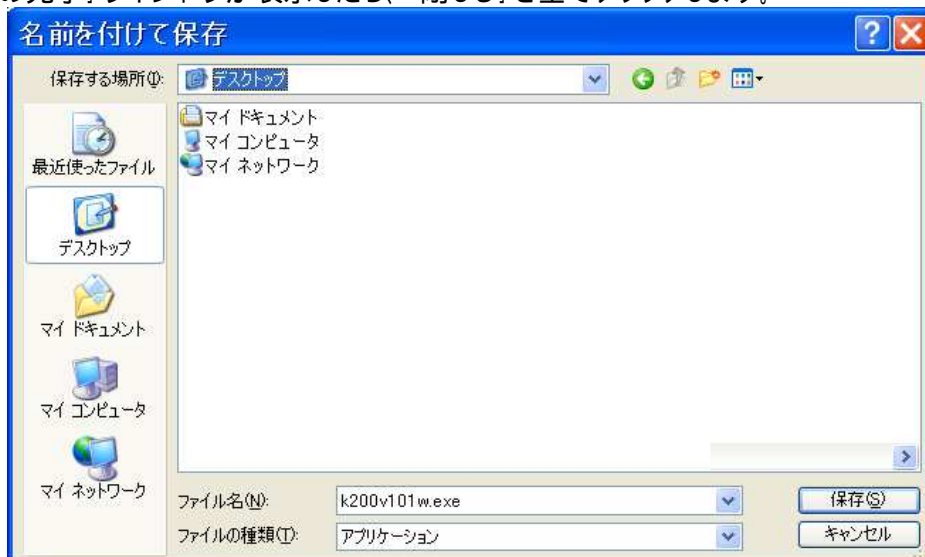 名前を付けて保存
保存する場所(I): デスクトップ
マイ ドキュメント
マイ コンピュータ
マイ ネットワーク
最近使ったファイル
デスクトップ
マイ ドキュメント
マイ コンピュータ
マイ ネットワーク
ファイル名(N): k200v101w.exe 保存(S)
ファイルの種類(T): アプリケーション キャンセル